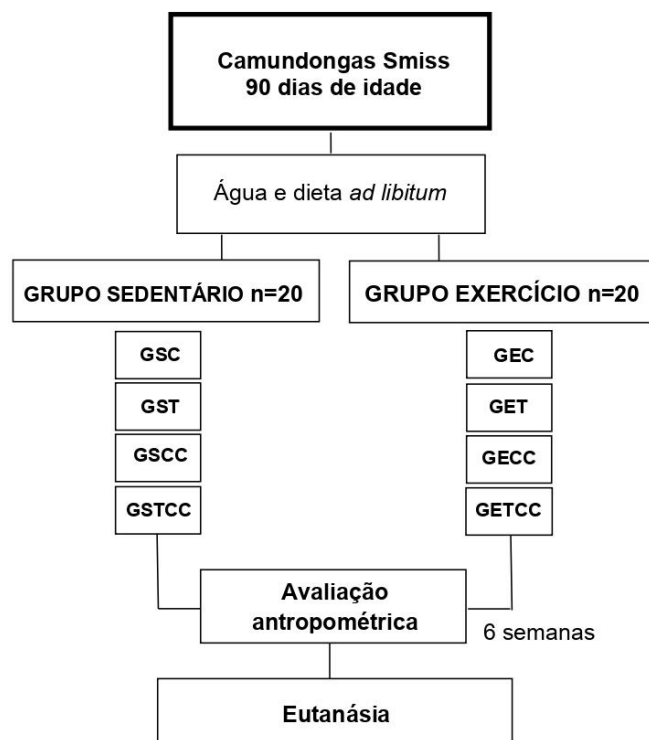 Camundongas Smiss
90 dias de idade
Água e dieta ad libitum
GRUPO SEDENTÁRIO n=20
GRUPO EXERCÍCIO n=20
GSC
GEC
GST
GET
GSCC
GECC
GSTCC
GETCC
Avaliação
antropométrica
6 semanas
Eutanásia